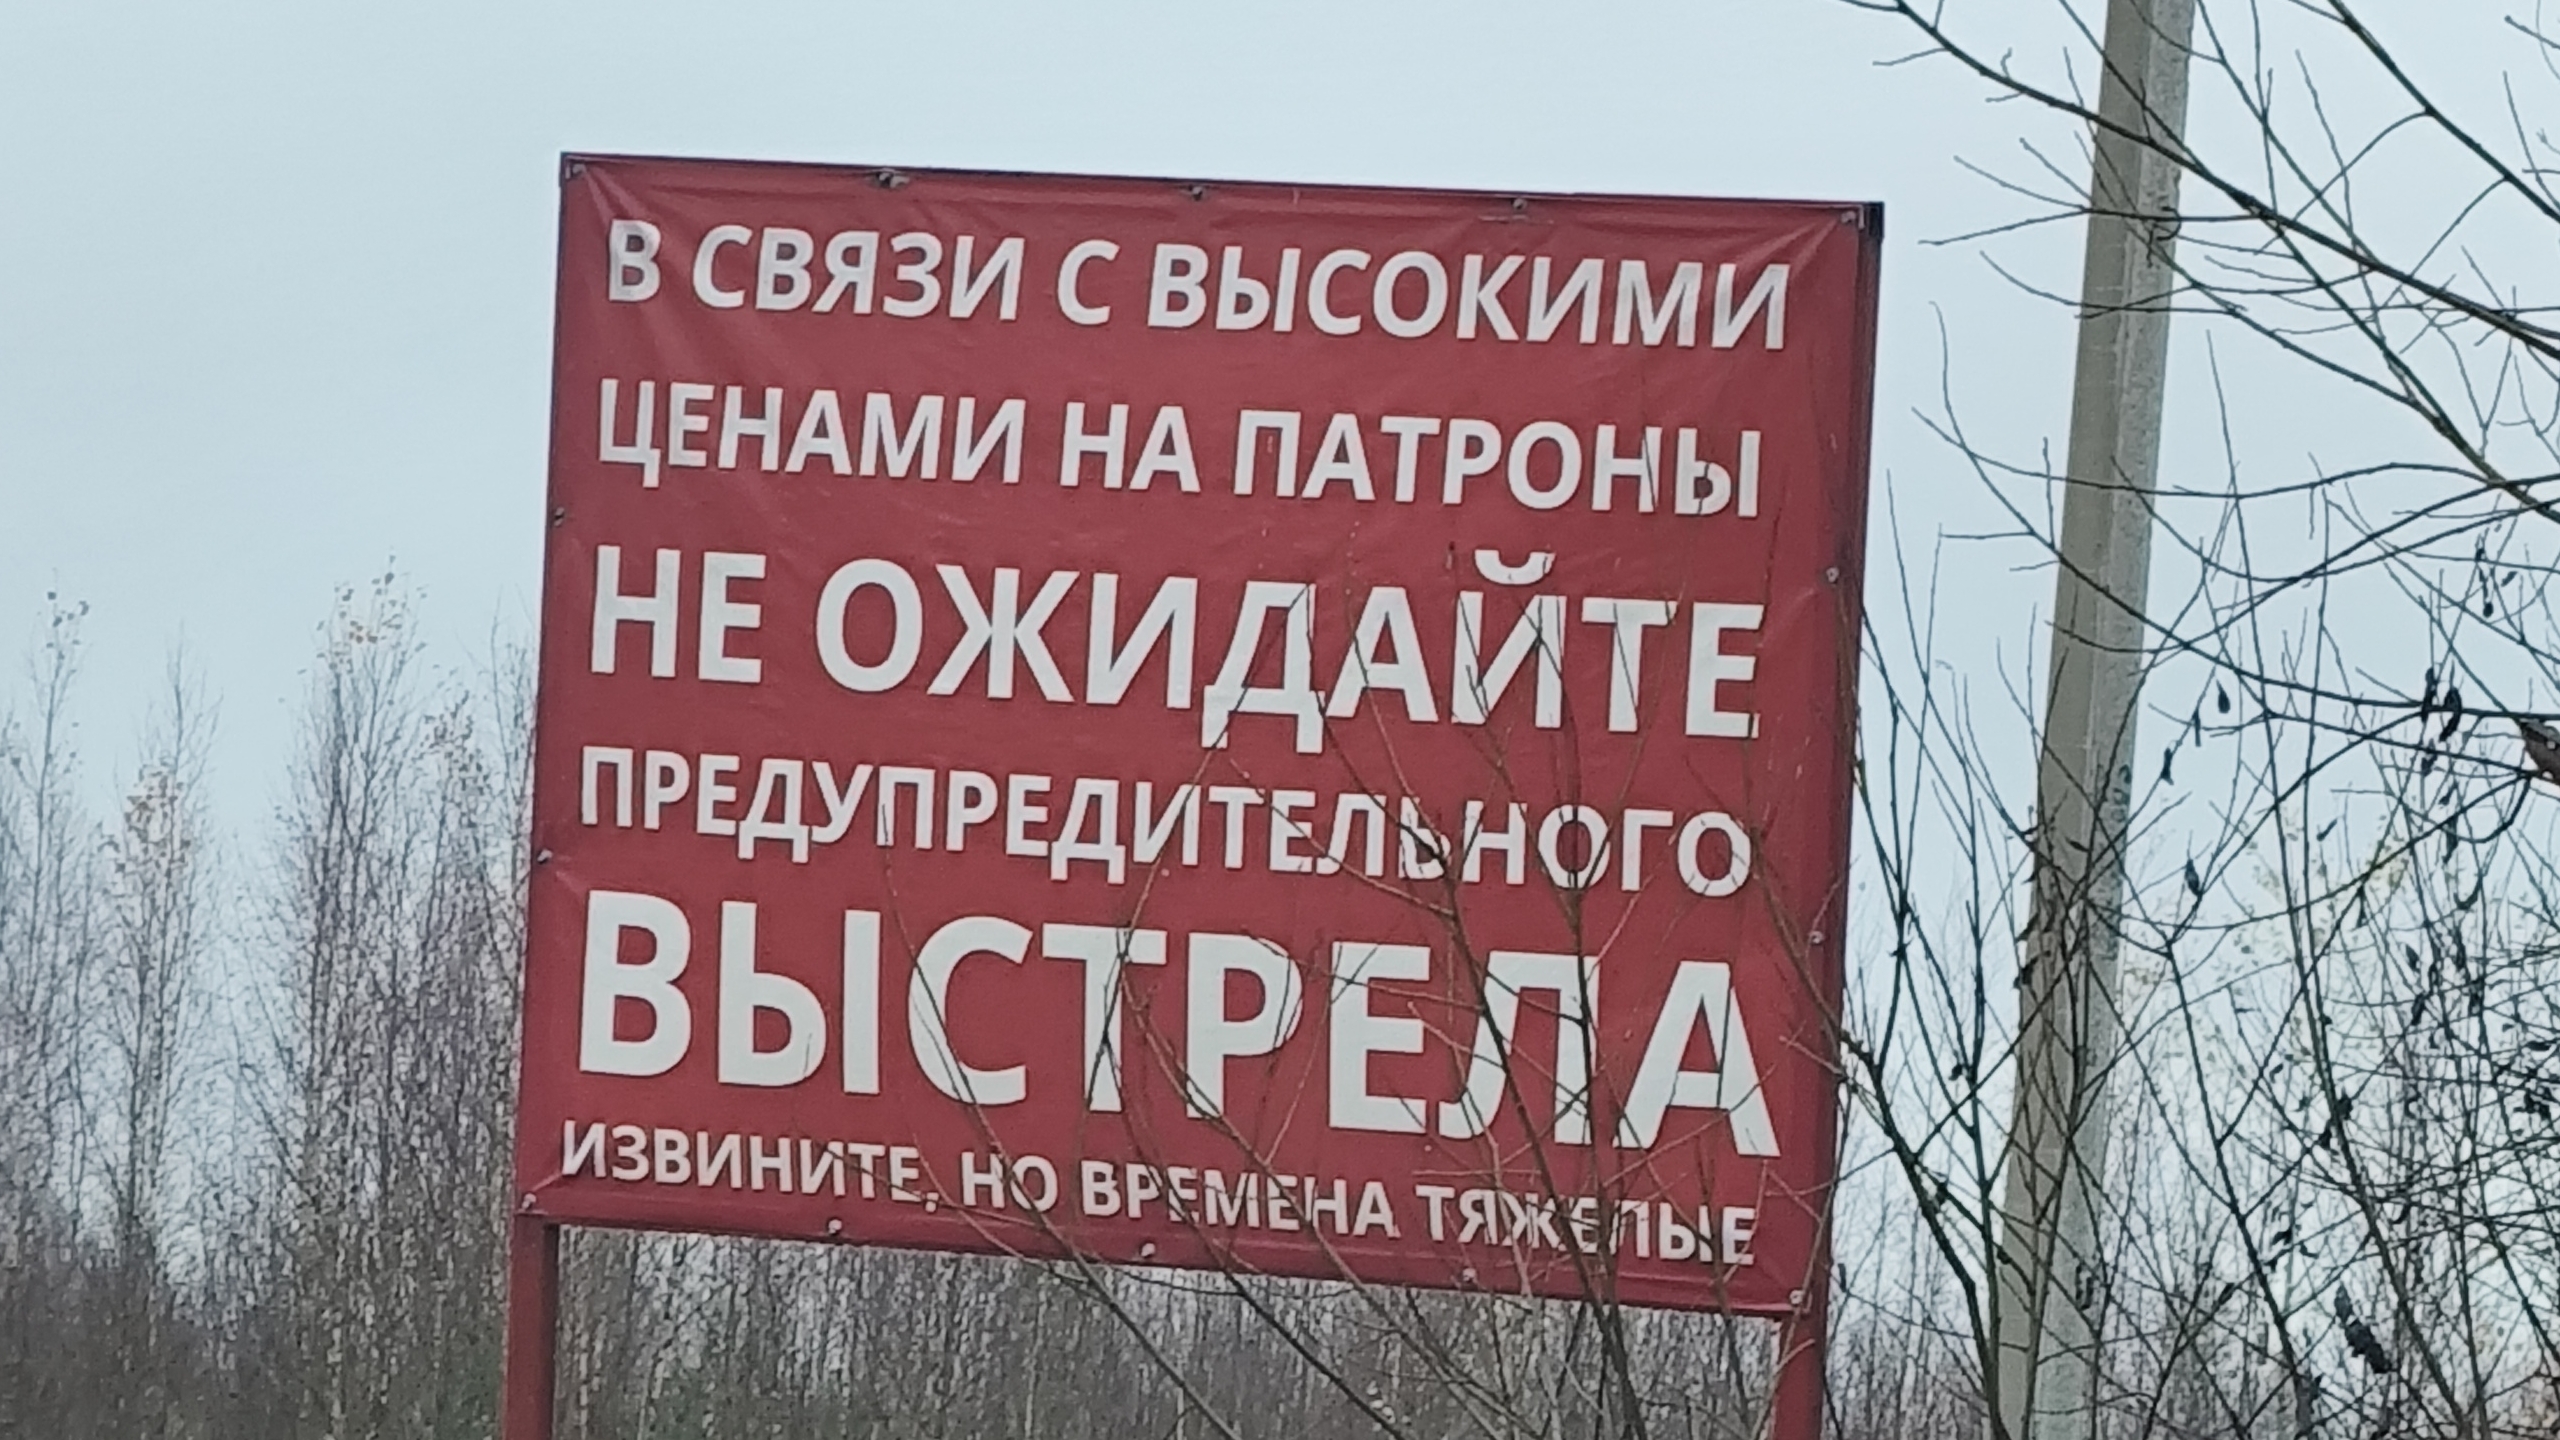 В СВЯЗИ С ВЫСОКИМИ
ЦЕНАМИ НА ПАТРОНЫ
НЕ ОЖИДАЙТЕ
ПРЕДУПРЕДИТЕЛЬНОГО
ВЫСТРЕЛА
ИЗВИНИТЕ, НО ВРЕМЕНА ТЯЖЕЛЫЕ